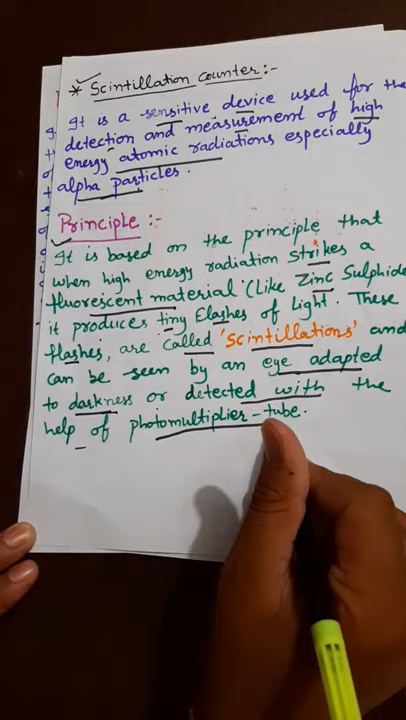 * Scintillation counter:-
It is a sensitive device used for the
detection and measurement of high
energy atomic radiations especially
alpha particles.
Principle :-
It is based on the principle that
when high energy radiation strikes a
fluorescent material (Like Zinc Sulphide
it produces tiny flashes of Light. These
flashes, are called 'Scintillations' and
can be seen by an eye adapted
to darkness or detected with the
help of photomultiplier-tube.